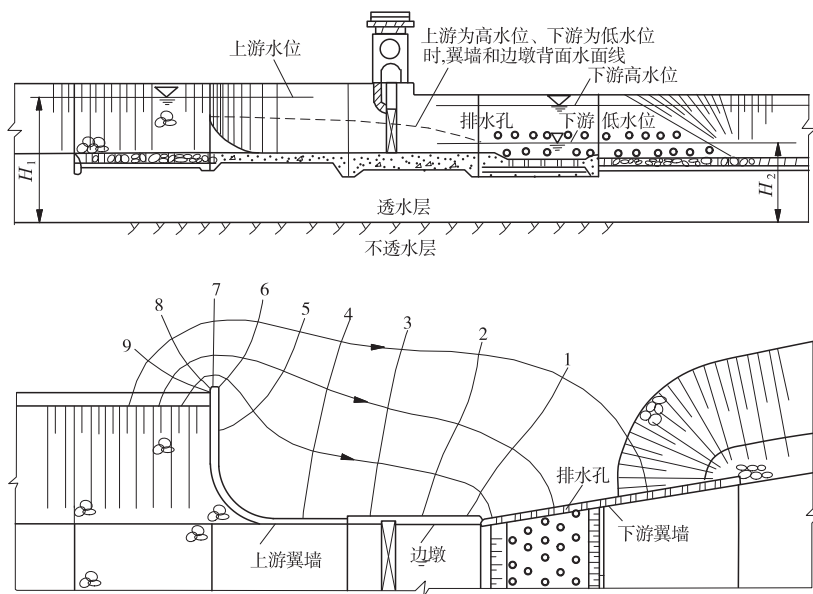 上游水位
上游为高水位、下游为低水位
时,翼墙和边墩背面水面线
下游高水位
排水孔
下游 低水位
H1
H2
透水层
不透水层
9
8
7
6
5
4
3
2
1
排水孔
上游翼墙
边墩
下游翼墙